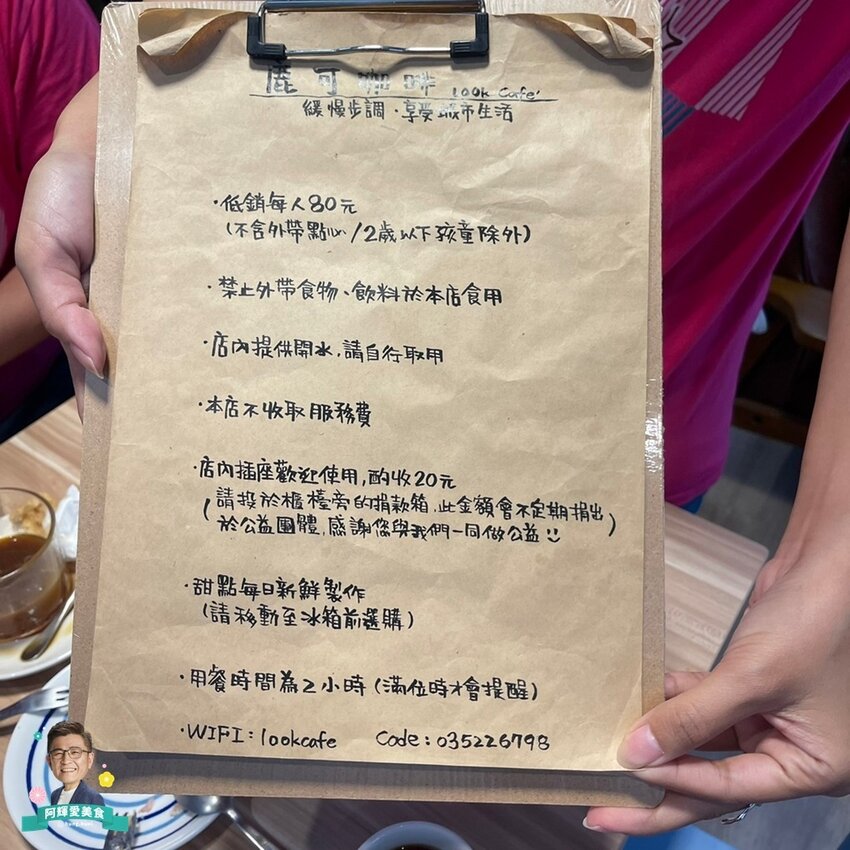 鹿可咖啡 look Cafe'
緩慢步調·享受城市生活
·低銷每人80元
(不含外帶點心/2歲以下孩童除外)
·禁止外帶食物、飲料於本店食用
·店內提供開水,請自行取用
·本店不收取服務費
·店內插座歡迎使用,酌收20元
(請投於櫃檯旁的捐款箱,此金額會不定期捐出
於公益團體,感謝您與我們一同做公益)
·甜點每日新鮮製作
(請移動至冰箱前選購)
·用餐時間為2小時(滿位時才會提醒)
·WIFI:lookcafe Code:035226798
阿輝愛美食